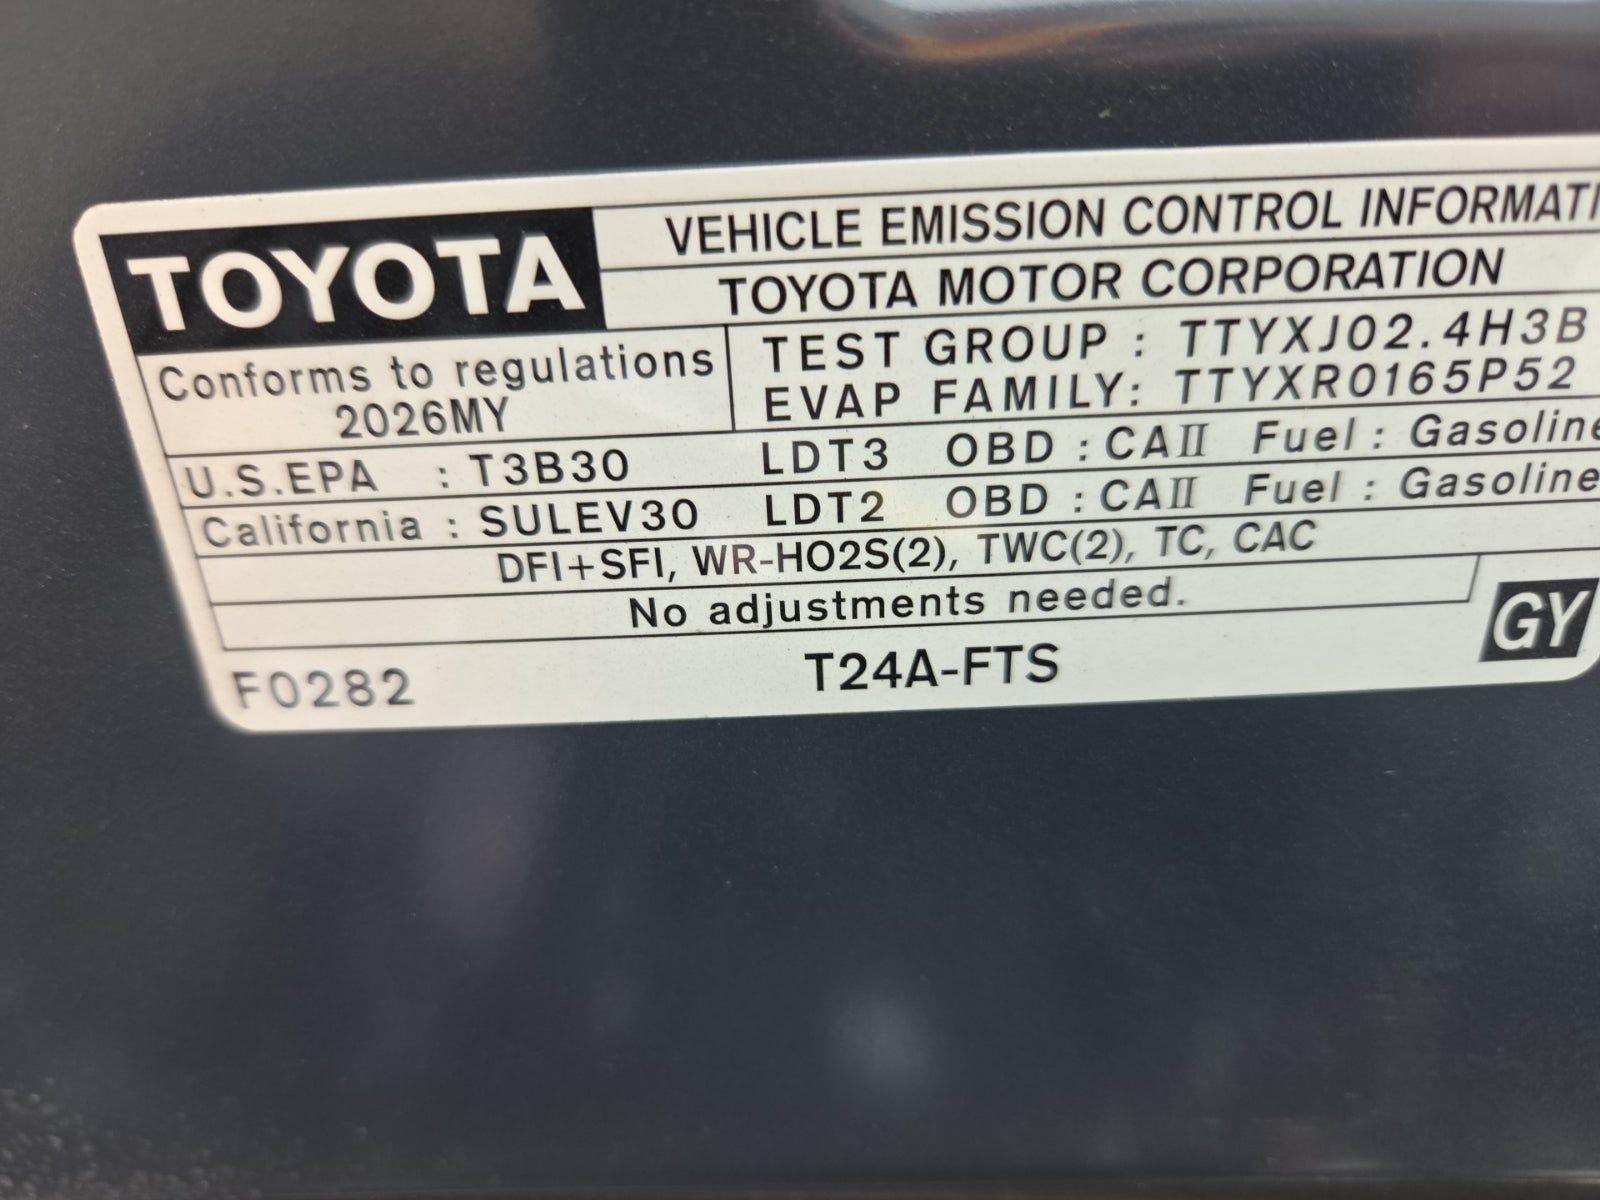 TOYOTA
VEHICLE EMISSION CONTROL INFORMATI
TOYOTA MOTOR CORPORATION
Conforms to regulations
2026MY
TEST GROUP : TTYXJ02.4H3B
EVAP FAMILY: TTYXR0165P52
U.S.EPA : T3B30 LDT3 OBD : CAII Fuel : Gasoline
California : SULEV30 LDT2 OBD : CAII Fuel : Gasoline
DFI+SFI, WR-HO2S(2), TWC(2), TC, CAC
No adjustments needed.
F0282 T24A-FTS GY